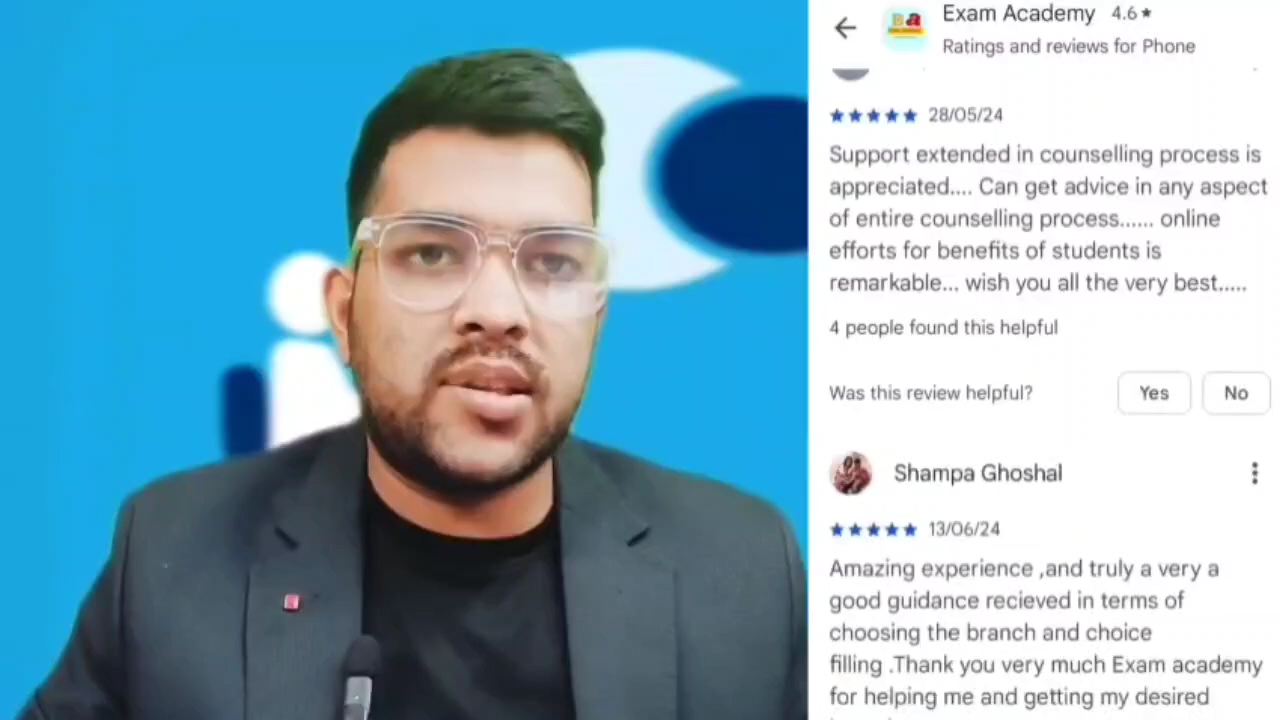 Exam Academy 4.6★
Ratings and reviews for Phone
★★★★★ 28/05/24
Support extended in counselling process is
appreciated.... Can get advice in any aspect
of entire counselling process...... online
efforts for benefits of students is
remarkable... wish you all the very best.....
4 people found this helpful
Was this review helpful? Yes No
Shampa Ghoshal
★★★★★ 13/06/24
Amazing experience ,and truly a very a
good guidance recieved in terms of
choosing the branch and choice
filling .Thank you very much Exam academy
for helping me and getting my desired